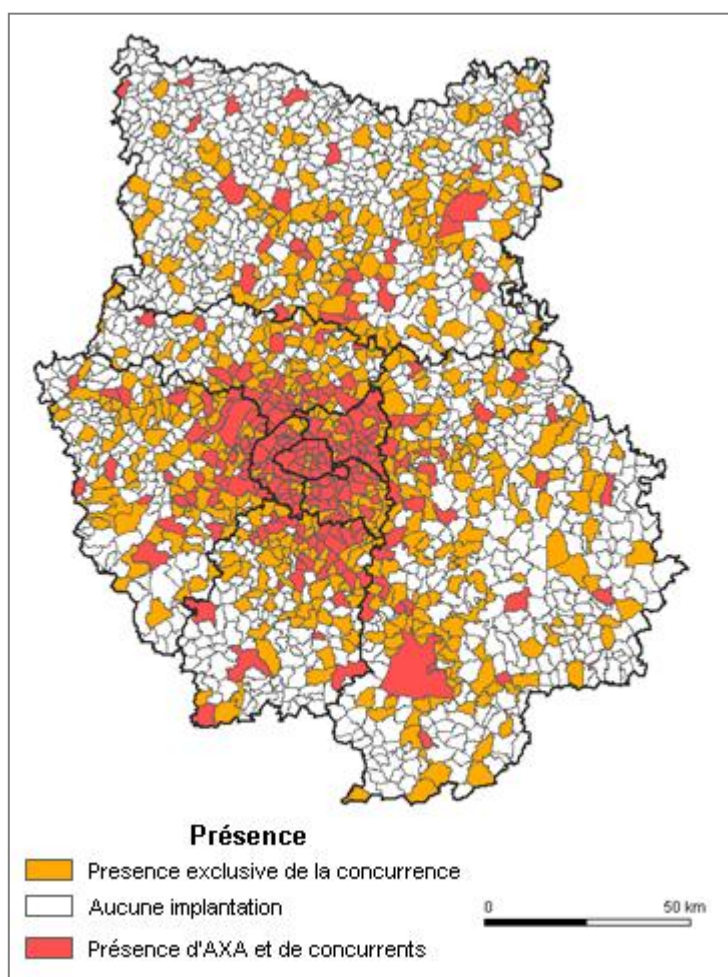 Présence
Presence exclusive de la concurrence
Aucune implantation
0 50 km
Présence d'AXA et de concurrents